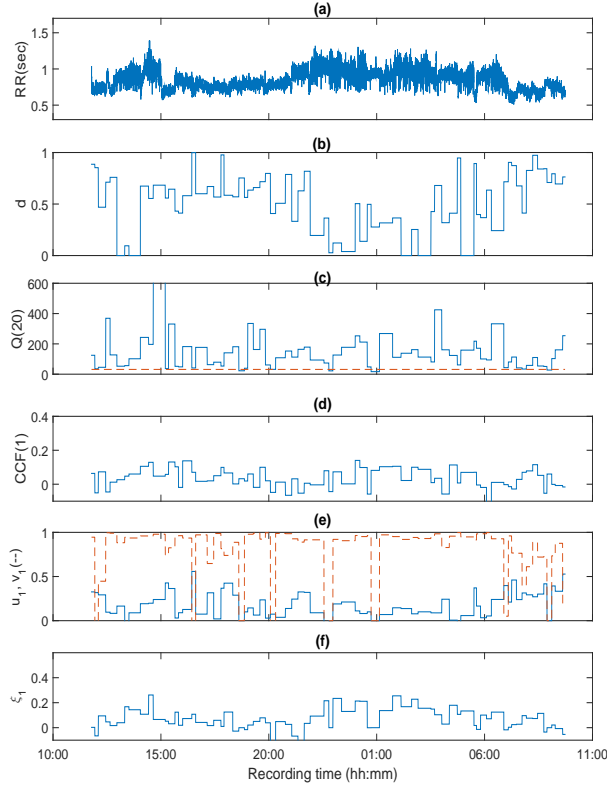 (a)
1.5
1
0.5
RR(sec)
(b)
1
0.5
0
d
(c)
600
400
200
0
Q(20)
(d)
0.4
0.2
0
CCF(1)
(e)
1
0.5
0
u1, v1(--)
(f)
0.4
0.2
0
ξ1
10:00 15:00 20:00 01:00 06:00 11:00
Recording time (hh:mm)